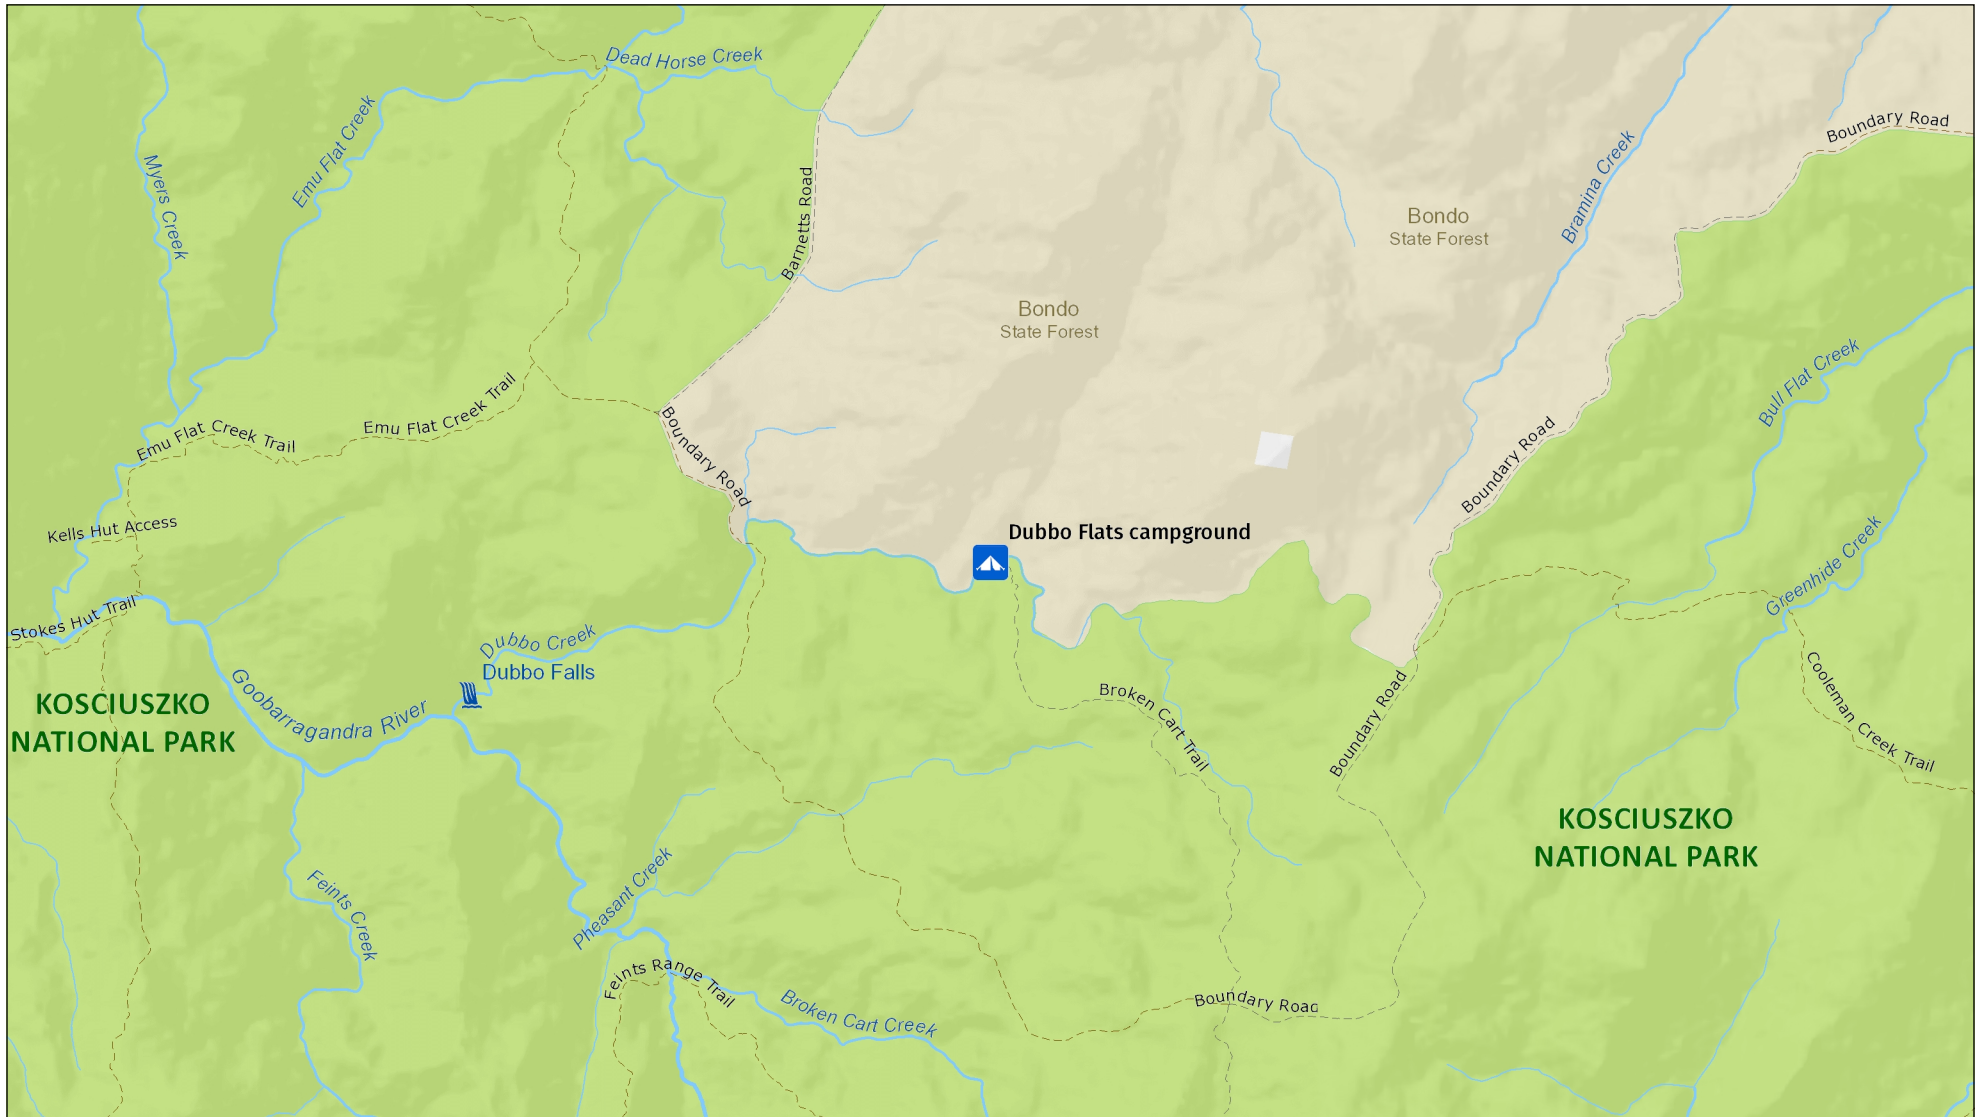 Dead Horse Creek
Emu Flat Creek
Myers Creek
Barnetts Road
Boundary Road
Bramina Creek
Bondo
State Forest
Bondo
State Forest
Bull Flat Creek
Emu Flat Creek Trail
Emu Flat Creek Trail
Boundary Road
Boundary Road
Kells Hut Access
Dubbo Flats campground
Greenhide Creek
Stokes Hut Trail
Dubbo Creek
Dubbo Falls
KOSCIUSZKO
NATIONAL PARK
Goobarragandra River
Broken Cart Trail
Boundary Road
Cooleman Creek Trail
KOSCIUSZKO
NATIONAL PARK
Pheasant Creek
Feints Creek
Feints Range Trail
Broken Cart Creek
Boundary Road